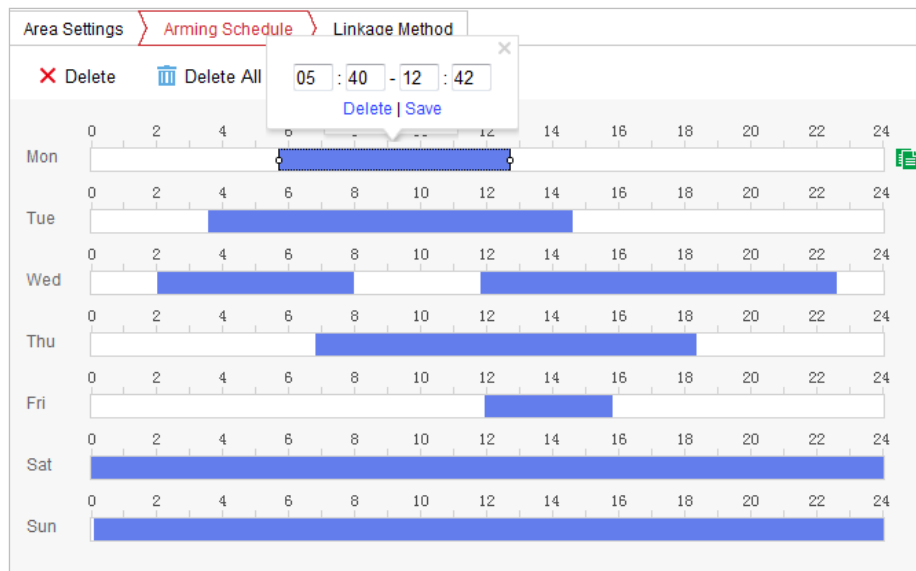 Area Settings Arming Schedule Linkage Method
Delete Delete All
05 : 40 - 12 : 42
Delete | Save
0 2 4 6 12 14 16 18 20 22 24
Mon
0 2 4 6 8 10 12 14 16 18 20 22 24
Tue
0 2 4 6 8 10 12 14 16 18 20 22 24
Wed
0 2 4 6 8 10 12 14 16 18 20 22 24
Thu
0 2 4 6 8 10 12 14 16 18 20 22 24
Fri
0 2 4 6 8 10 12 14 16 18 20 22 24
Sat
0 2 4 6 8 10 12 14 16 18 20 22 24
Sun